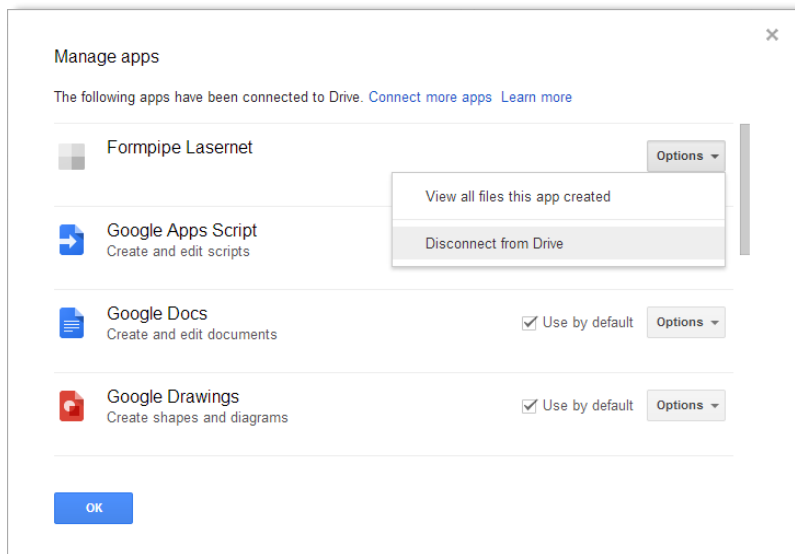 Manage apps
The following apps have been connected to Drive. Connect more apps Learn more
Formpipe Lasernet
Options
View all files this app created
Disconnect from Drive
Google Apps Script
Create and edit scripts
Google Docs
Create and edit documents
Use by default Options
Google Drawings
Create shapes and diagrams
Use by default Options
OK